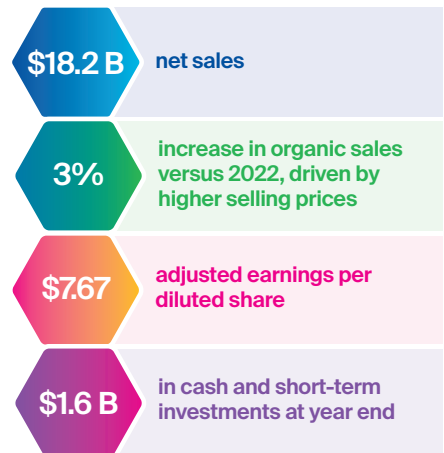 $18.2 B
net sales
3%
increase in organic sales
versus 2022, driven by
higher selling prices
$7.67
adjusted earnings per
diluted share
$1.6 B
in cash and short-term
investments at year end